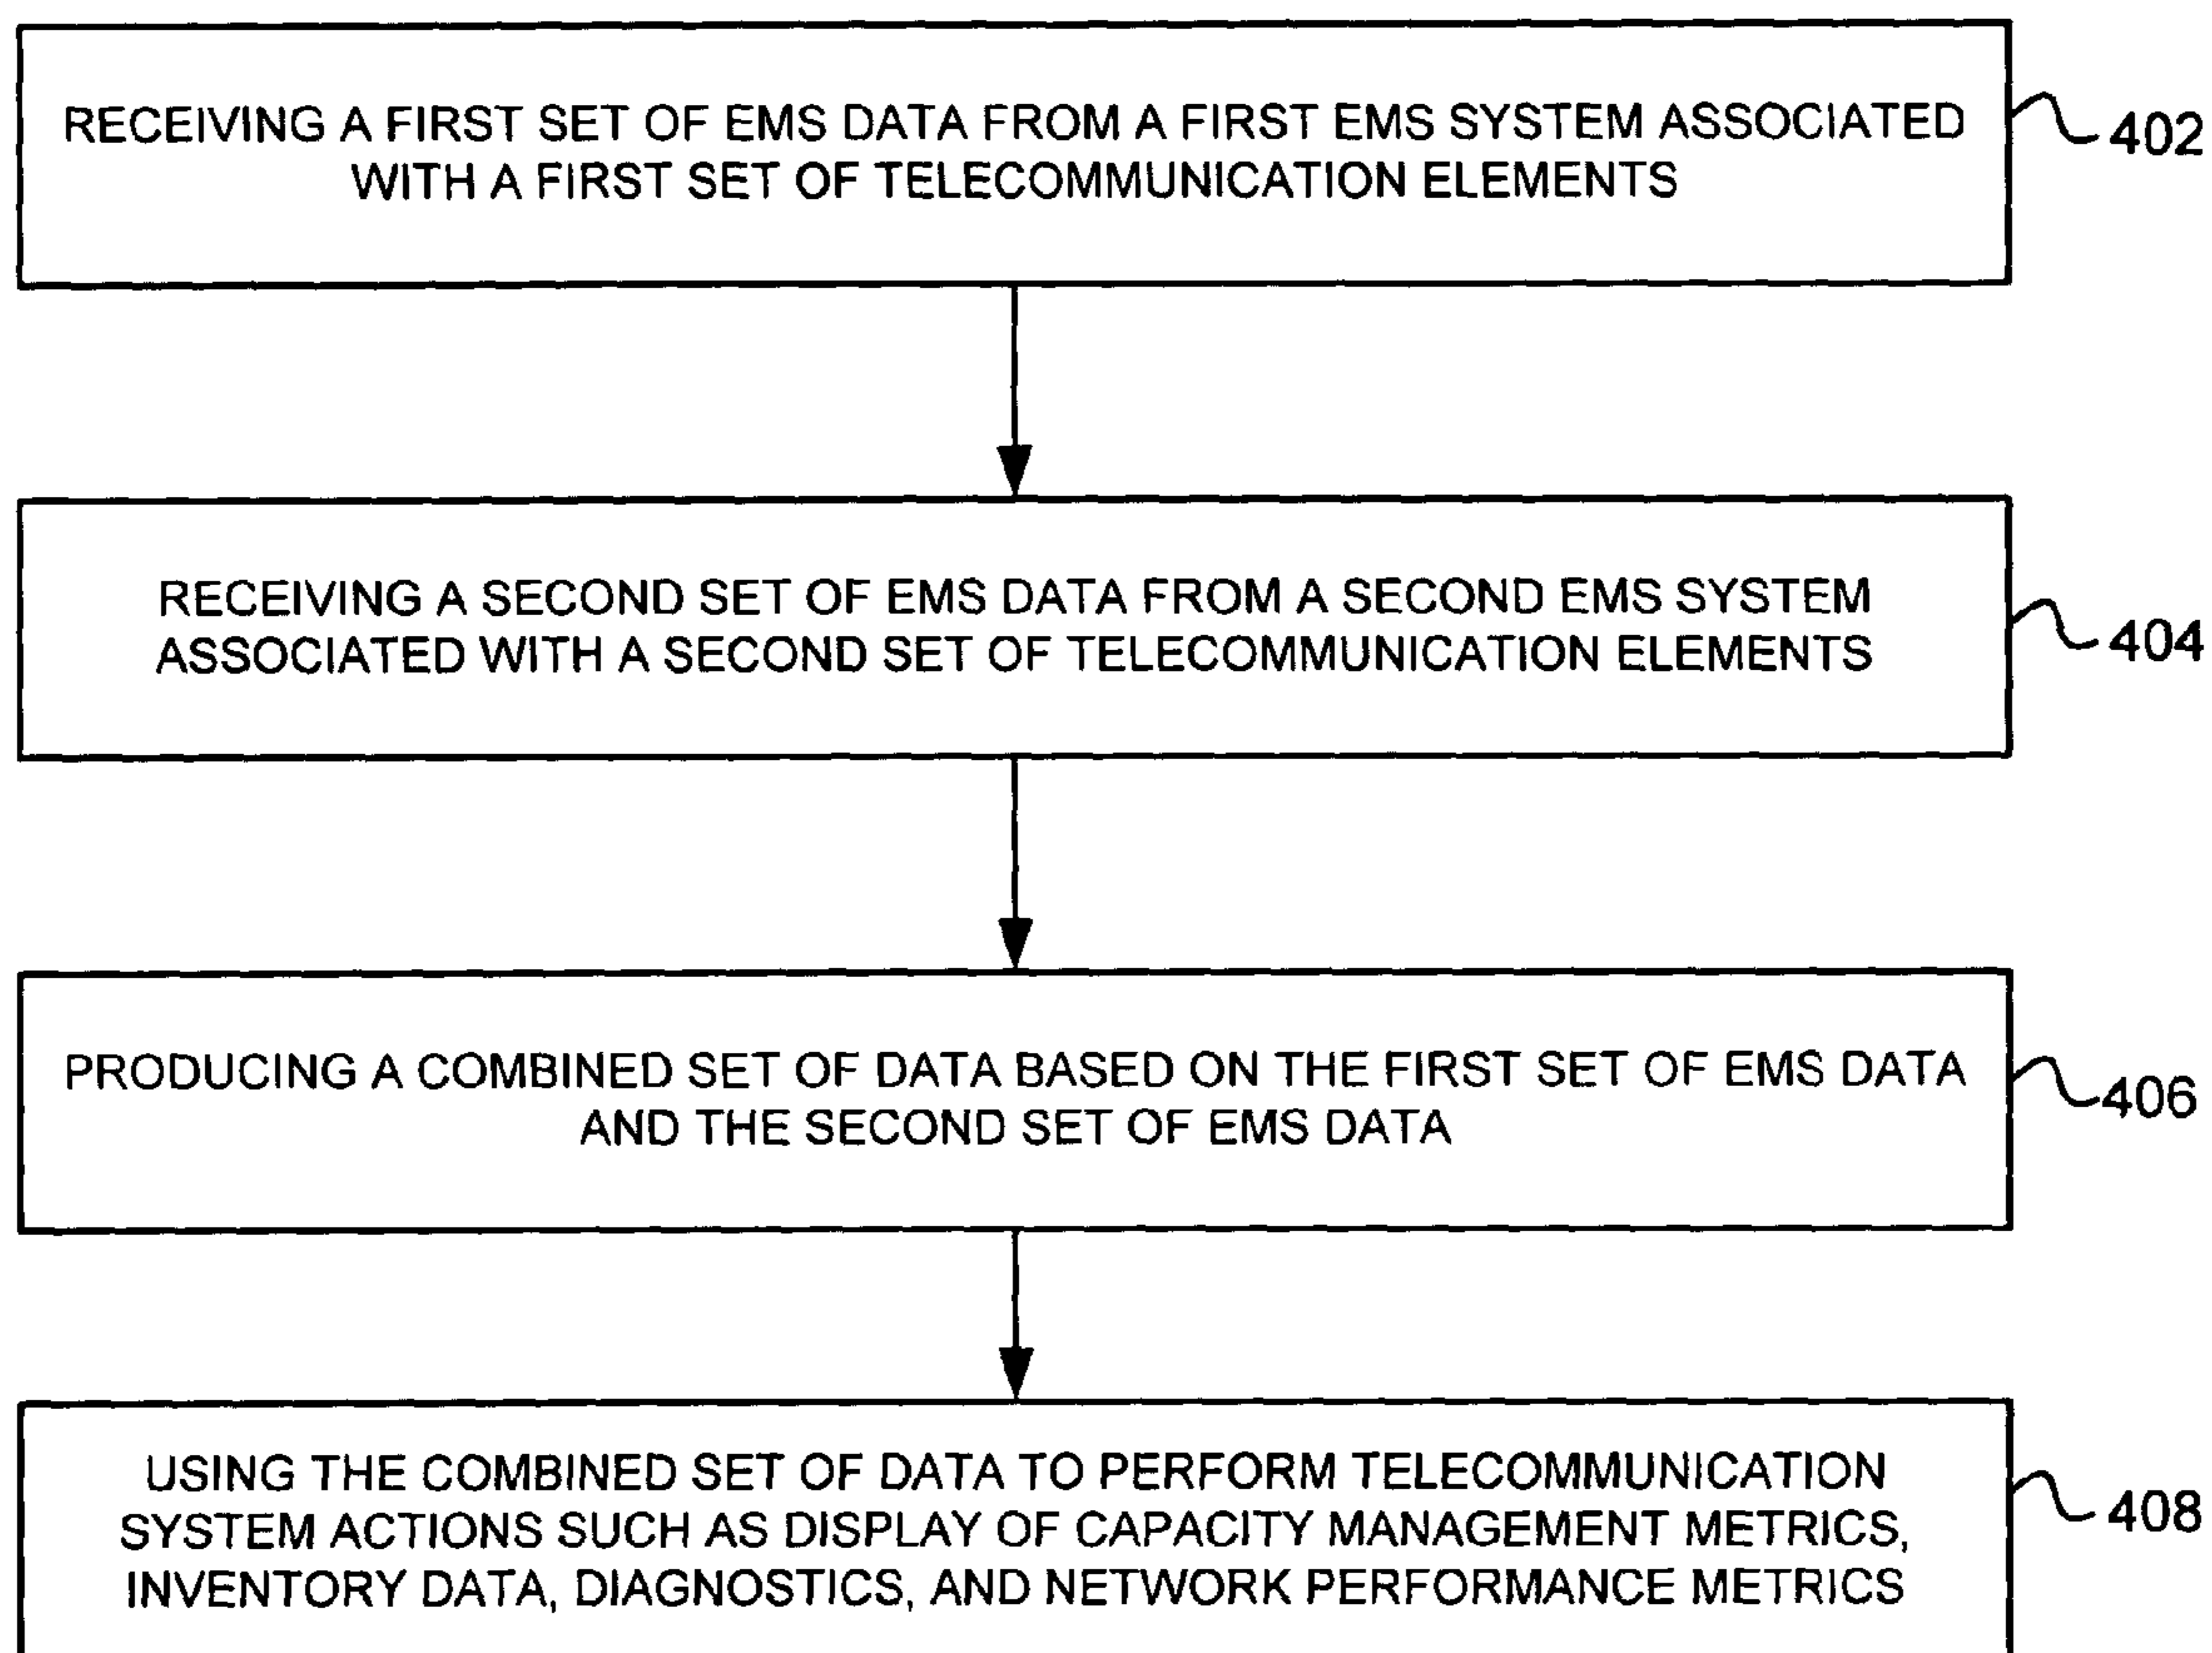 RECEIVING A FIRST SET OF EMS DATA FROM A FIRST EMS SYSTEM ASSOCIATED
WITH A FIRST SET OF TELECOMMUNICATION ELEMENTS
402
RECEIVING A SECOND SET OF EMS DATA FROM A SECOND EMS SYSTEM
ASSOCIATED WITH A SECOND SET OF TELECOMMUNICATION ELEMENTS
404
PRODUCING A COMBINED SET OF DATA BASED ON THE FIRST SET OF EMS DATA
AND THE SECOND SET OF EMS DATA
406
USING THE COMBINED SET OF DATA TO PERFORM TELECOMMUNICATION
SYSTEM ACTIONS SUCH AS DISPLAY OF CAPACITY MANAGEMENT METRICS,
INVENTORY DATA, DIAGNOSTICS, AND NETWORK PERFORMANCE METRICS
408